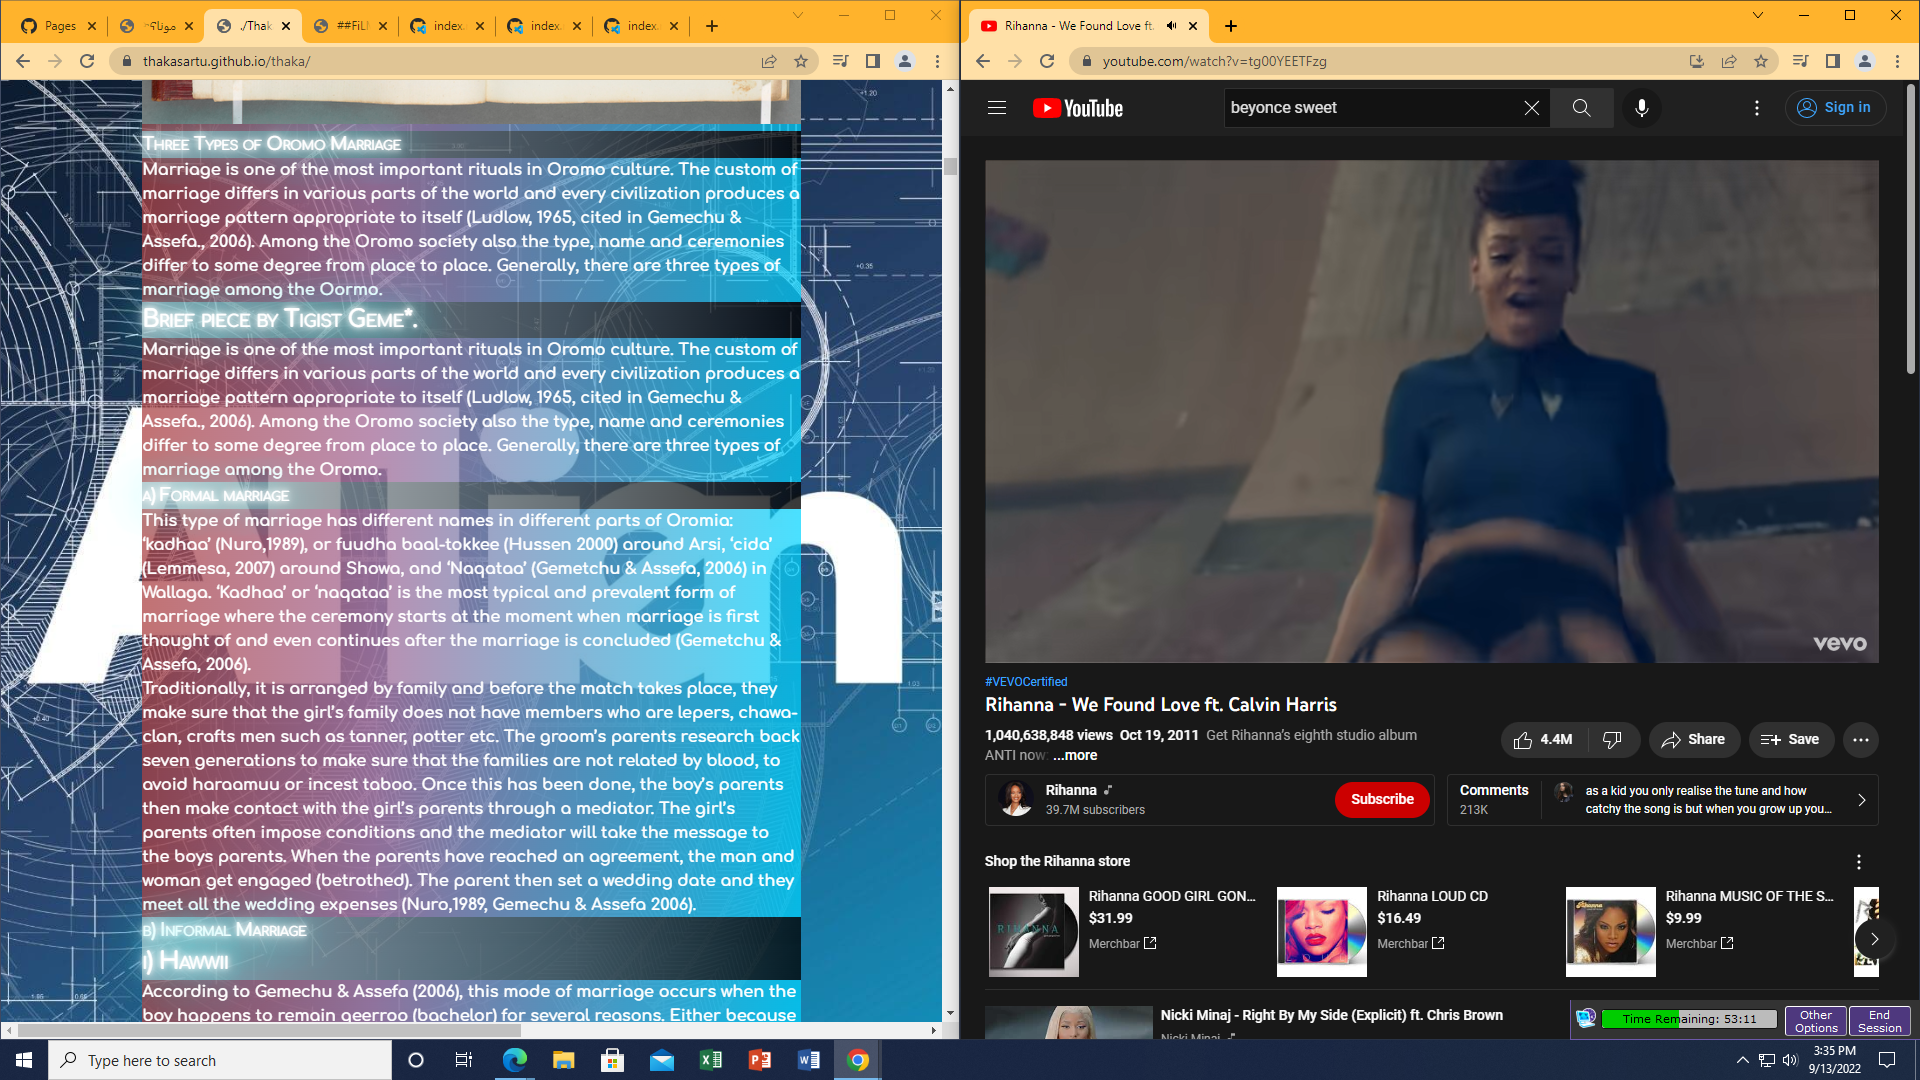 Pages
./Thak
##FiLM
index.
index.
index.
thakasartu.github.io/thaka/
Three Types of Oromo Marriage
Marriage is one of the most important rituals in Oromo culture. The custom of
marriage differs in various parts of the world and every civilization produces a
marriage pattern appropriate to itself (Ludlow, 1965, cited in Gemechu &
Assefa., 2006). Among the Oromo society also the type, name and ceremonies
differ to some degree from place to place. Generally, there are three types of
marriage among the Oormo.
Brief piece by Tigist Geme*.
Marriage is one of the most important rituals in Oromo culture. The custom of
marriage differs in various parts of the world and every civilization produces a
marriage pattern appropriate to itself (Ludlow, 1965, cited in Gemechu &
Assefa., 2006). Among the Oromo society also the type, name and ceremonies
differ to some degree from place to place. Generally, there are three types of
marriage among the Oromo.
a) Formal marriage
This type of marriage has different names in different parts of Oromia:
‘kadhaa’ (Nuro,1989), or fuudha baal-tokkee (Hussen 2000) around Arsi, ‘cida’
(Lemmesa, 2007) around Showa, and ‘Naqataa’ (Gemetchu & Assefa, 2006) in
Wallaga. ‘Kadhaa’ or ‘naqataa’ is the most typical and prevalent form of
marriage where the ceremony starts at the moment when marriage is first
thought of and even continues after the marriage is concluded (Gemetchu &
Assefa, 2006).
Traditionally, it is arranged by family and before the match takes place, they
make sure that the girl’s family does not have members who are lepers, chawa-
clan, crafts men such as tanner, potter etc. The groom’s parents research back
seven generations to make sure that the families are not related by blood, to
avoid haraamuu or incest taboo. Once this has been done, the boy’s parents
then make contact with the girl’s parents through a mediator. The girl’s
parents often impose conditions and the mediator will take the message to
the boys parents. When the parents have reached an agreement, the man and
woman get engaged (betrothed). The parent then set a wedding date and they
meet all the wedding expenses (Nuro,1989, Gemechu & Assefa 2006).
b) Informal Marriage
i) Hawwii
According to Gemechu & Assefa (2006), this mode of marriage occurs when the
boy happens to remain qeerroo (bachelor) for several reasons. Either because
Rihanna - We Found Love ft.
youtube.com/watch?v=tg00YEETFzg
YouTube
beyonce sweet
Sign in
vevo
#VEVOCertified
Rihanna - We Found Love ft. Calvin Harris
1,040,638,848 views Oct 19, 2011 Get Rihanna’s eighth studio album
ANTI now: ...more
4.4M
Share
Save
Rihanna
39.7M subscribers
Subscribe
Comments
213K
as a kid you only realise the tune and how
catchy the song is but when you grow up you...
Shop the Rihanna store
Rihanna GOOD GIRL GON...
$31.99
Merchbar
Rihanna LOUD CD
$16.49
Merchbar
Rihanna MUSIC OF THE S...
$9.99
Merchbar
Nicki Minaj - Right By My Side (Explicit) ft. Chris Brown
Nicki Minaj
Time Remaining: 53:11
Other
Options
End
Session
Type here to search
3:35 PM
9/13/2022